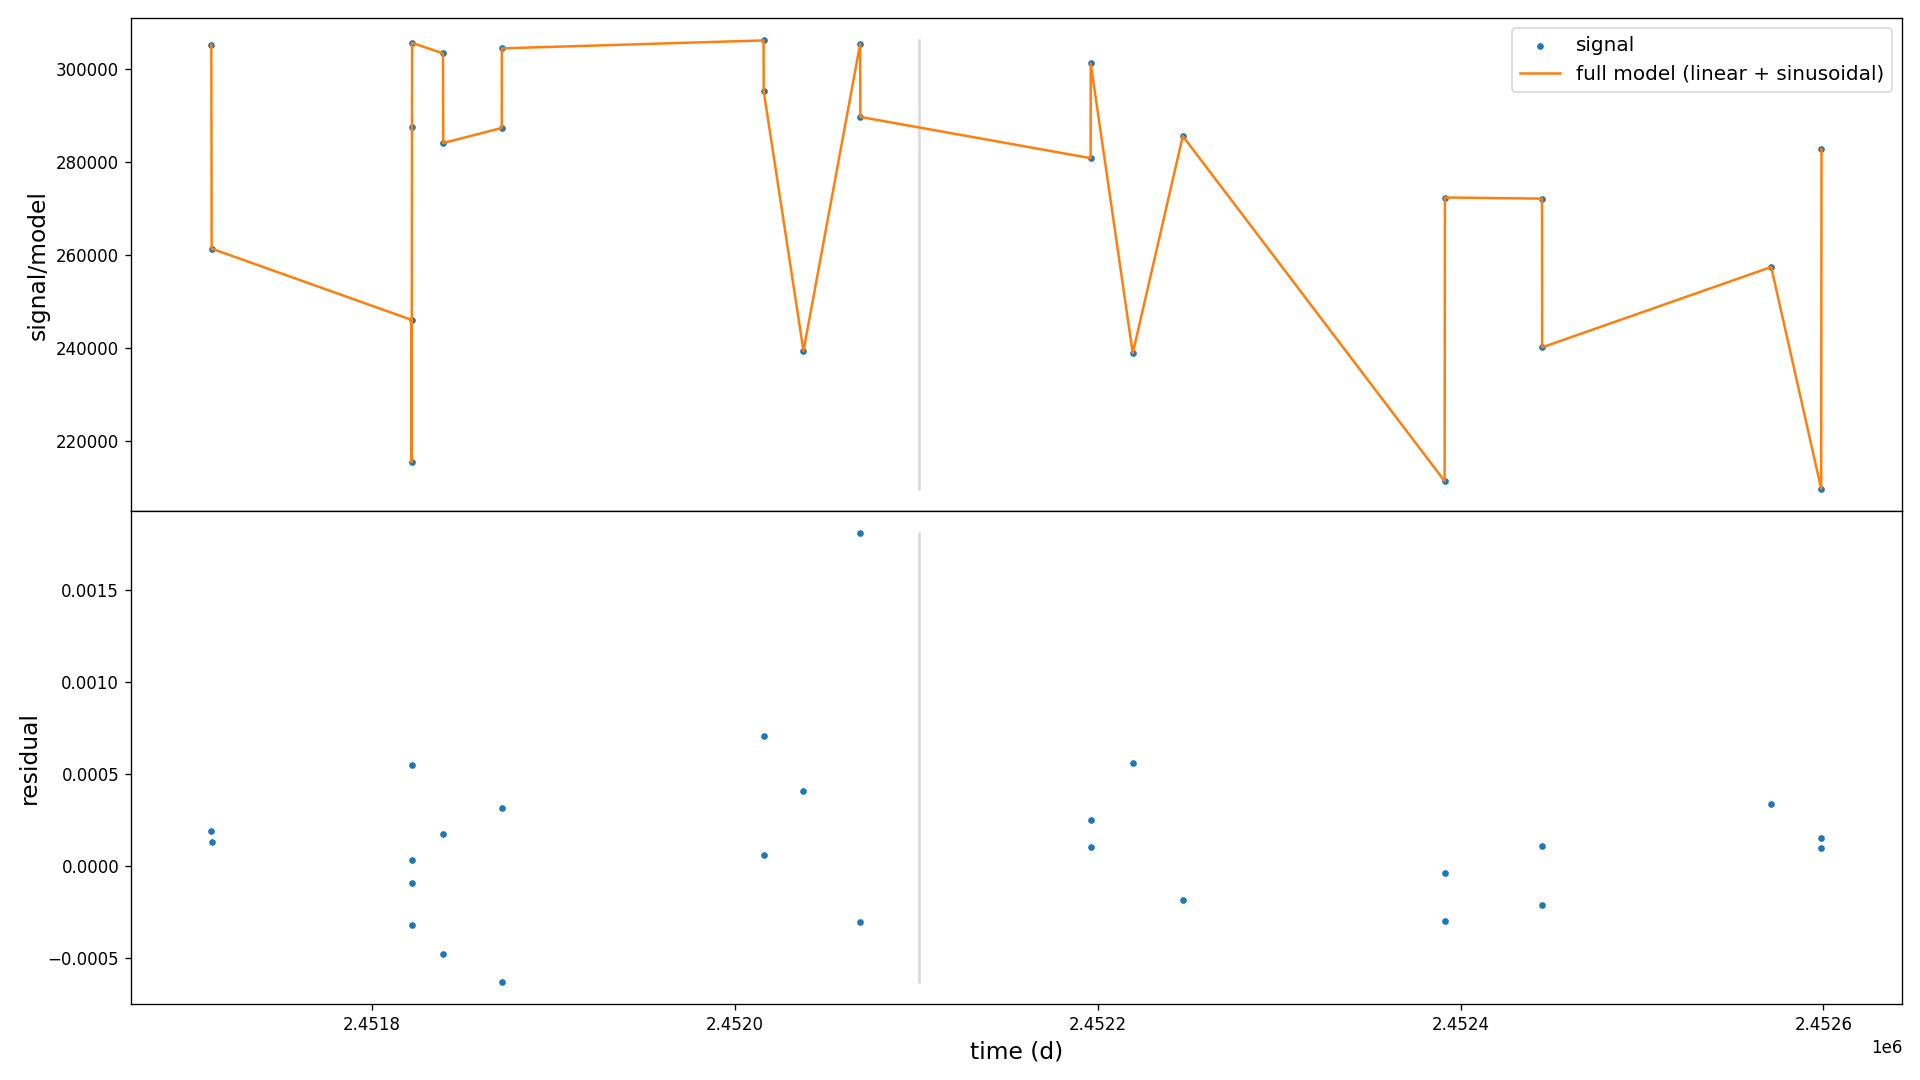 signal
full model (linear + sinusoidal)
300000
280000
260000
240000
220000
signal/model
0.0015
0.0010
0.0005
0.0000
−0.0005
residual
2.4518
2.4520
2.4522
2.4524
2.4526
1e6
time (d)